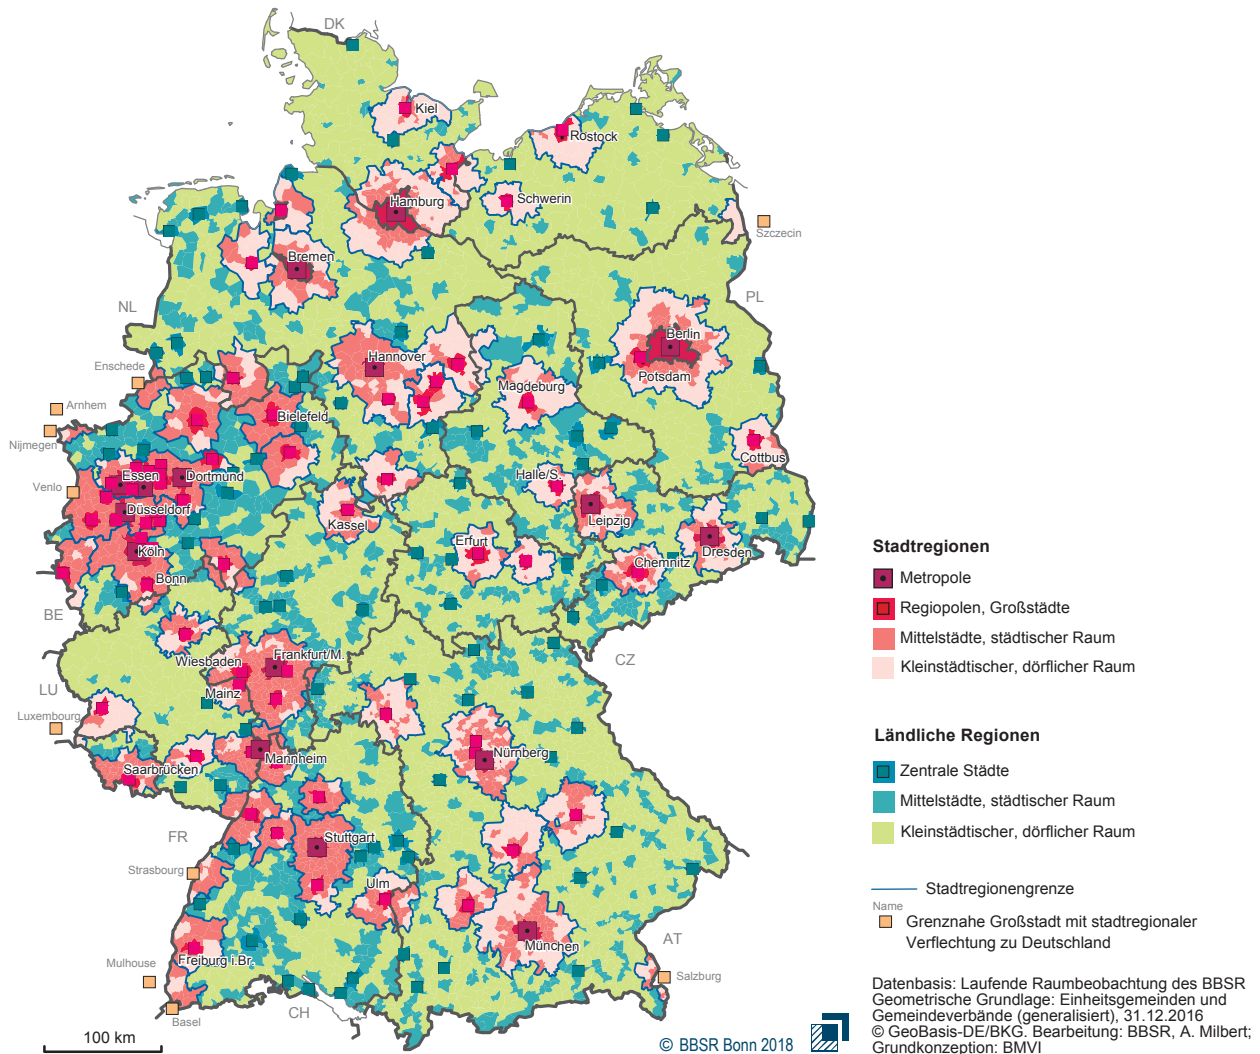 DK
Kiel
Rostock
Hamburg
Schwerin
Szczecin
Bremen
NL
PL
Berlin
Enschede
Hannover
Potsdam
Magdeburg
Arnhem
Bielefeld
Nijmegen
Cottbus
Essen
Dortmund
Halle/S.
Venlo
Düsseldorf
Leipzig
Kassel
Erfurt
Köln
Dresden
Chemnitz
Bonn
BE
Wiesbaden
Frankfurt/M.
CZ
LU
Mainz
Luxembourg
Nürnberg
Mannheim
Saarbrücken
FR
Stuttgart
Strasbourg
Ulm
München
AT
Freiburg i.Br.
Mulhouse
Salzburg
CH
Basel
100 km
© BBSR Bonn 2018
Stadtregionen
Metropole
Regiopolen, Großstädte
Mittelstädte, städtischer Raum
Kleinstädtischer, dörflicher Raum
Ländliche Regionen
Zentrale Städte
Mittelstädte, städtischer Raum
Kleinstädtischer, dörflicher Raum
Stadtregionengrenze
Name
Grenznahe Großstadt mit stadtregionaler
Verflechtung zu Deutschland
Datenbasis: Laufende Raumbeobachtung des BBSR
Geometrische Grundlage: Einheitsgemeinden und
Gemeindeverbände (generalisiert), 31.12.2016
© GeoBasis-DE/BKG. Bearbeitung: BBSR, A. Milbert;
Grundkonzeption: BMVI